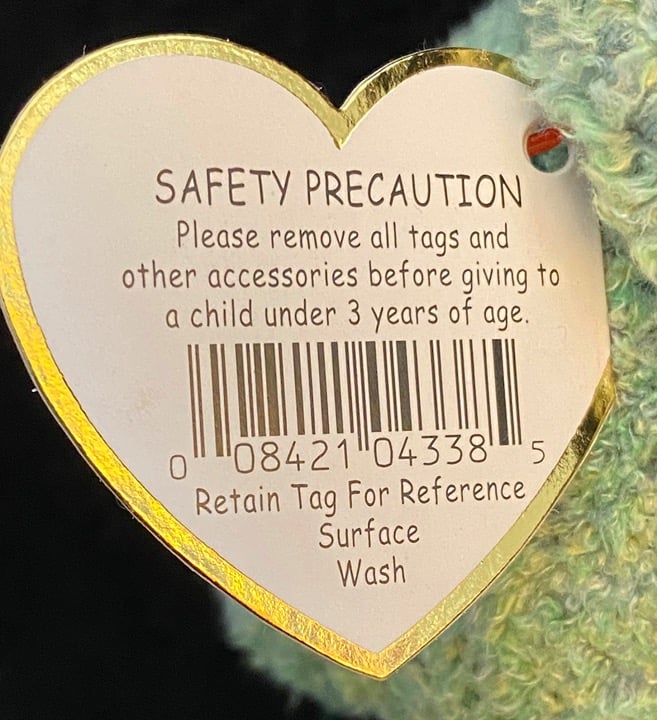 SAFETY PRECAUTION
Please remove all tags and
other accessories before giving to
a child under 3 years of age.
0 08421 04338 5
Retain Tag For Reference
Surface
Wash